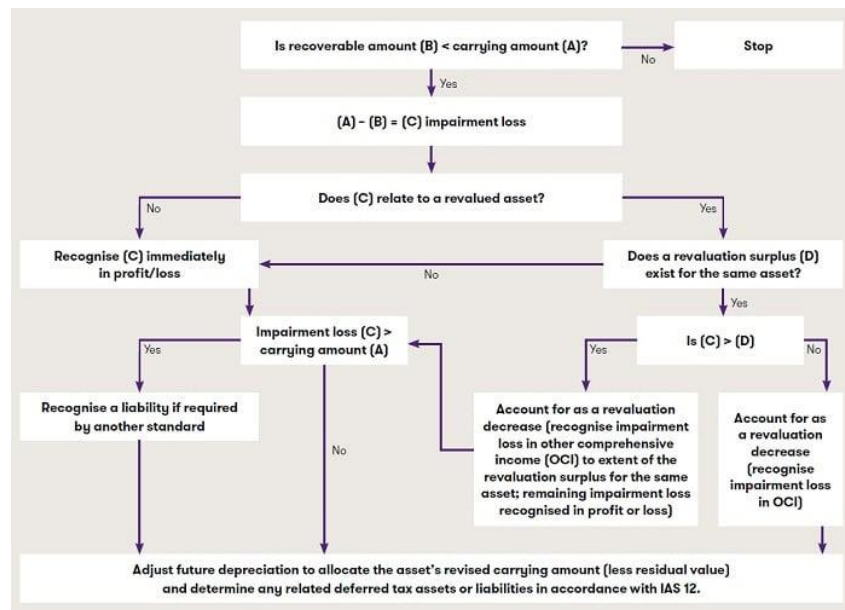 Is recoverable amount (B) < carrying amount (A)?
Stop
No
Yes
(A) – (B) = (C) impairment loss
Does (C) relate to a revalued asset?
No
Yes
Recognise (C) immediately
in profit/loss
Does a revaluation surplus (D)
exist for the same asset?
No
Yes
Impairment loss (C) >
carrying amount (A)
Is (C) > (D)
Yes
Yes
No
Recognise a liability if required
by another standard
No
Account for as a revaluation
decrease (recognise impairment
loss in other comprehensive
income (OCI) to extent of the
revaluation surplus for the same
asset; remaining impairment loss
recognised in profit or loss)
Account for as
a revaluation
decrease
(recognise
impairment loss
in OCI)
Adjust future depreciation to allocate the asset's revised carrying amount (less residual value)
and determine any related deferred tax assets or liabilities in accordance with IAS 12.